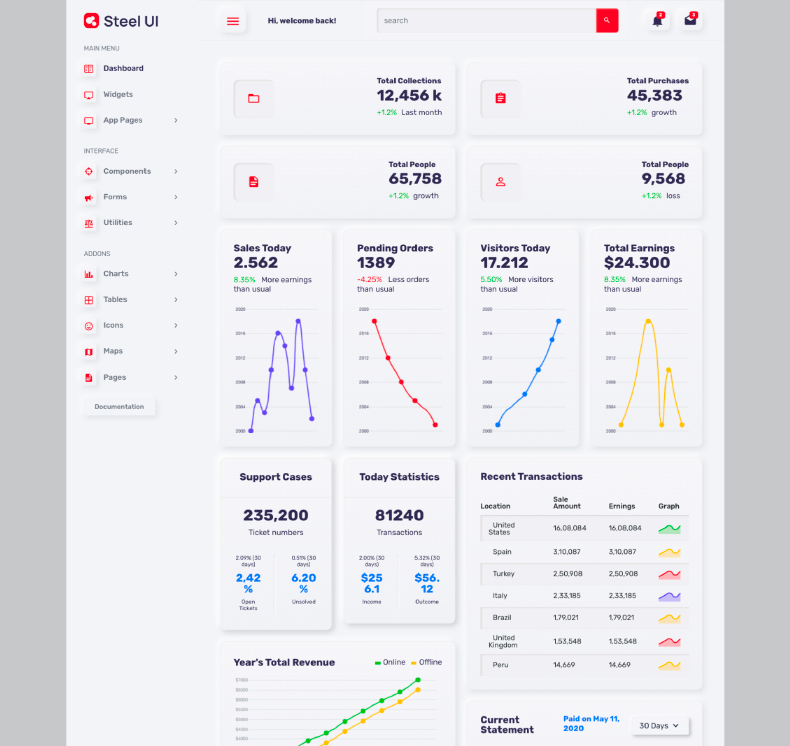 Steel UI
MAIN MENU
Dashboard
Widgets
App Pages
INTERFACE
Components
Forms
Utilities
ADDONS
Charts
Tables
Icons
Maps
Pages
Documentation
Hi, welcome back!
search
3
3
Total Collections
12,456 k
+1.2% Last month
Total Purchases
45,383
+1.2% growth
Total People
65,758
+1.2% growth
Total People
9,568
+1.2% loss
Sales Today
2.562
8.35% More earnings
than usual
2020
2016
2012
2008
2004
2000
Pending Orders
1389
-4.25% Less orders
than usual
2020
2016
2012
2008
2004
2000
Visitors Today
17.212
5.50% More visitors
than usual
2020
2016
2012
2008
2004
2000
Total Earnings
$24.300
8.35% More earnings
than usual
2020
2016
2012
2008
2004
2000
Support Cases
235,200
Ticket numbers
2.09% (30
days)
2,42
%
Open
Tickets
0.51% (30
days)
6.20
%
Unsolved
Today Statistics
81240
Transactions
2.00% (30
days)
$25
6.1
Income
5.32% (30
days)
$56.
12
Outcome
Recent Transactions
Location Sale
Amount Ernings Graph
United
States 16,08,084 16,08,084
Spain 3,10,087 3,10,087
Turkey 2,50,908 2,50,908
Italy 2,33,185 2,33,185
Brazil 1,79,021 1,79,021
United
Kingdom 1,53,548 1,53,548
Peru 14,669 14,669
Year's Total Revenue
Online Offline
$7000
$6000
$5000
Current
Statement
Paid on May 11,
2020
30 Days